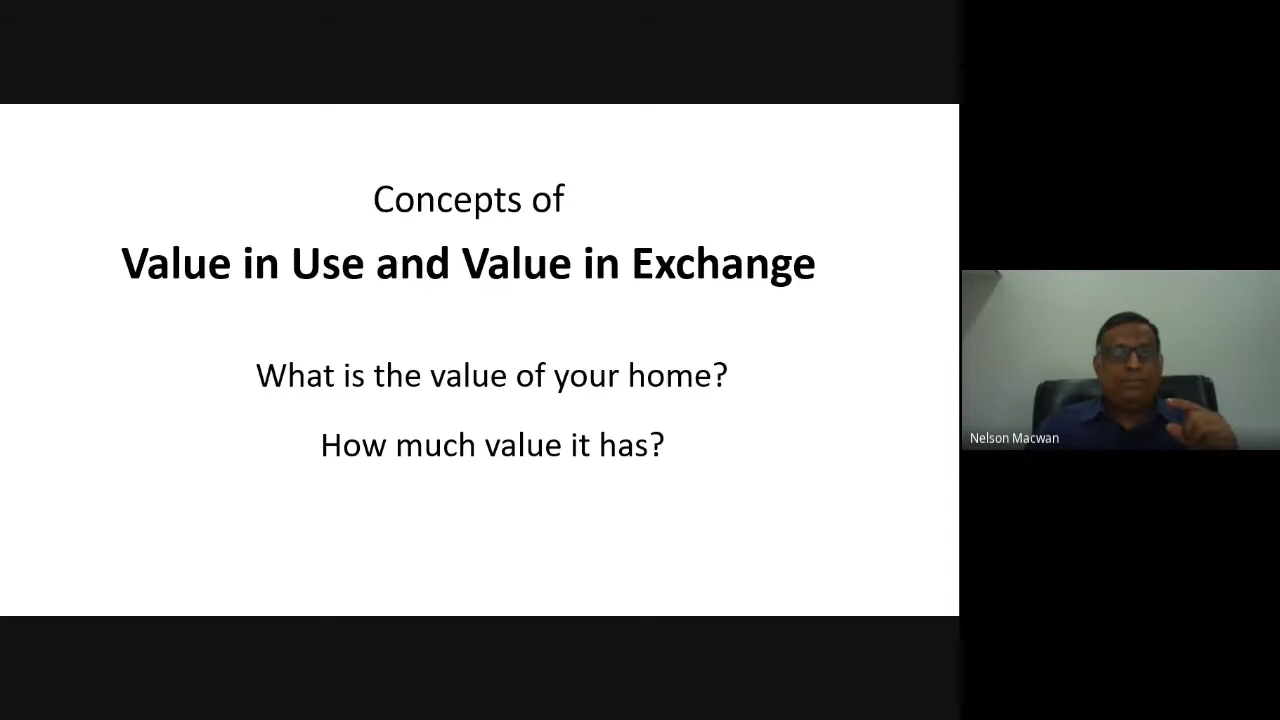 Concepts of
Value in Use and Value in Exchange
What is the value of your home?
How much value it has?
Nelson Macwan